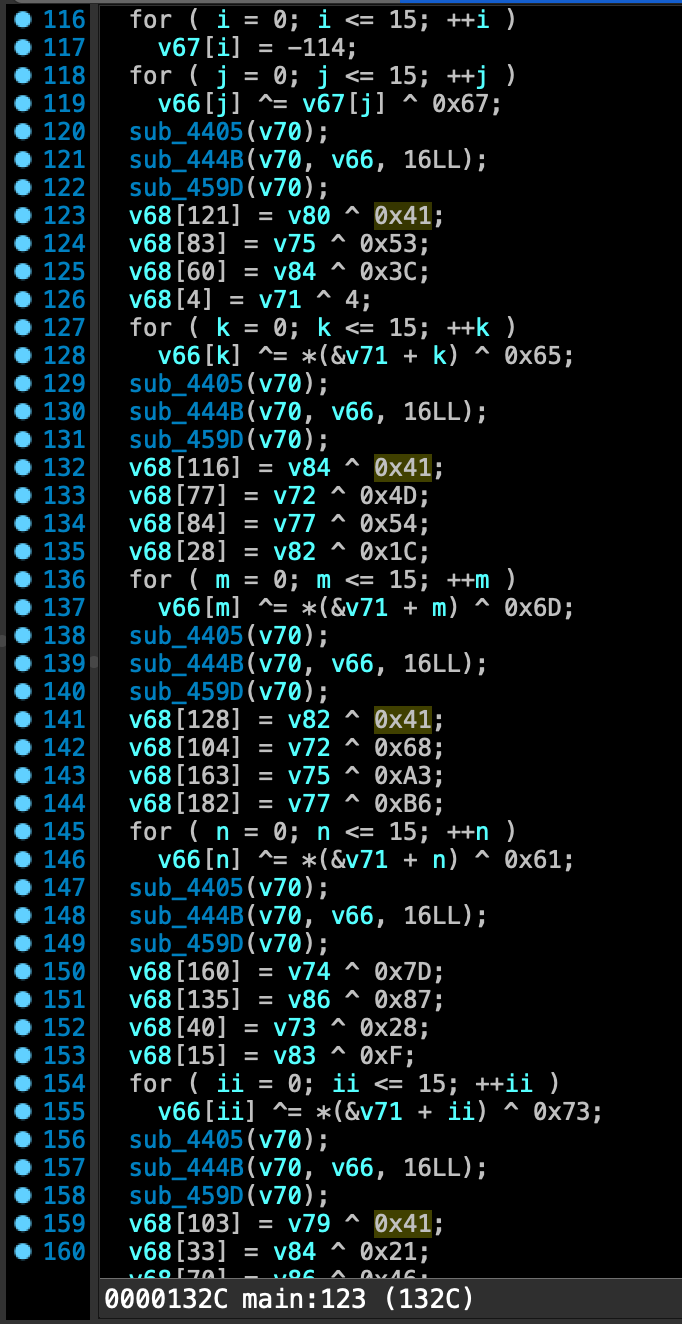 116 for ( i = 0; i <= 15; ++i )
117 v67[i] = -114;
118 for ( j = 0; j <= 15; ++j )
119 v66[j] ^= v67[j] ^ 0x67;
120 sub_4405(v70);
121 sub_444B(v70, v66, 16LL);
122 sub_459D(v70);
123 v68[121] = v80 ^ 0x41;
124 v68[83] = v75 ^ 0x53;
125 v68[60] = v84 ^ 0x3C;
126 v68[4] = v71 ^ 4;
127 for ( k = 0; k <= 15; ++k )
128 v66[k] ^= *(&v71 + k) ^ 0x65;
129 sub_4405(v70);
130 sub_444B(v70, v66, 16LL);
131 sub_459D(v70);
132 v68[116] = v84 ^ 0x41;
133 v68[77] = v72 ^ 0x4D;
134 v68[84] = v77 ^ 0x54;
135 v68[28] = v82 ^ 0x1C;
136 for ( m = 0; m <= 15; ++m )
137 v66[m] ^= *(&v71 + m) ^ 0x6D;
138 sub_4405(v70);
139 sub_444B(v70, v66, 16LL);
140 sub_459D(v70);
141 v68[128] = v82 ^ 0x41;
142 v68[104] = v72 ^ 0x68;
143 v68[163] = v75 ^ 0xA3;
144 v68[182] = v77 ^ 0xB6;
145 for ( n = 0; n <= 15; ++n )
146 v66[n] ^= *(&v71 + n) ^ 0x61;
147 sub_4405(v70);
148 sub_444B(v70, v66, 16LL);
149 sub_459D(v70);
150 v68[160] = v74 ^ 0x7D;
151 v68[135] = v86 ^ 0x87;
152 v68[40] = v73 ^ 0x28;
153 v68[15] = v83 ^ 0xF;
154 for ( ii = 0; ii <= 15; ++ii )
155 v66[ii] ^= *(&v71 + ii) ^ 0x73;
156 sub_4405(v70);
157 sub_444B(v70, v66, 16LL);
158 sub_459D(v70);
159 v68[103] = v79 ^ 0x41;
160 v68[33] = v84 ^ 0x21;
v68[70] = v86 ^ 0x46;
0000132C main:123 (132C)